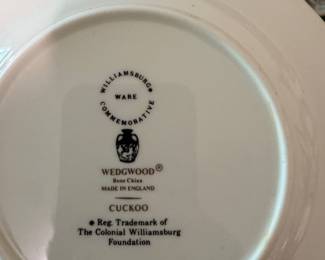 WILLIAMSBURG*
WARE
COMMEMORATIVE
WEDGWOOD®
Bone China
MADE IN ENGLAND
CUCKOO
* Reg. Trademark of
The Colonial Williamsburg
Foundation